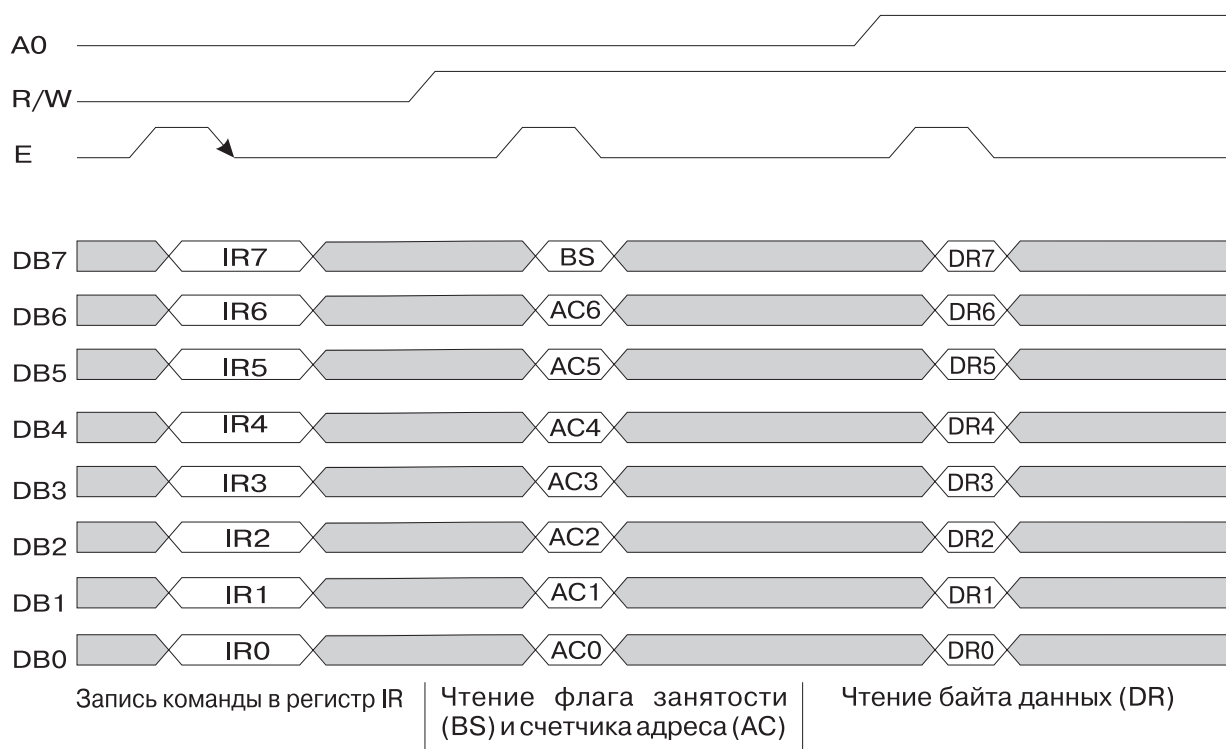 A0
R/W
E
DB7 IR7 BS DR7
DB6 IR6 AC6 DR6
DB5 IR5 AC5 DR5
DB4 IR4 AC4 DR4
DB3 IR3 AC3 DR3
DB2 IR2 AC2 DR2
DB1 IR1 AC1 DR1
DB0 IR0 AC0 DR0
Запись команды в регистр IR
Чтение флага занятости
(BS) и счетчика адреса (AC)
Чтение байта данных (DR)